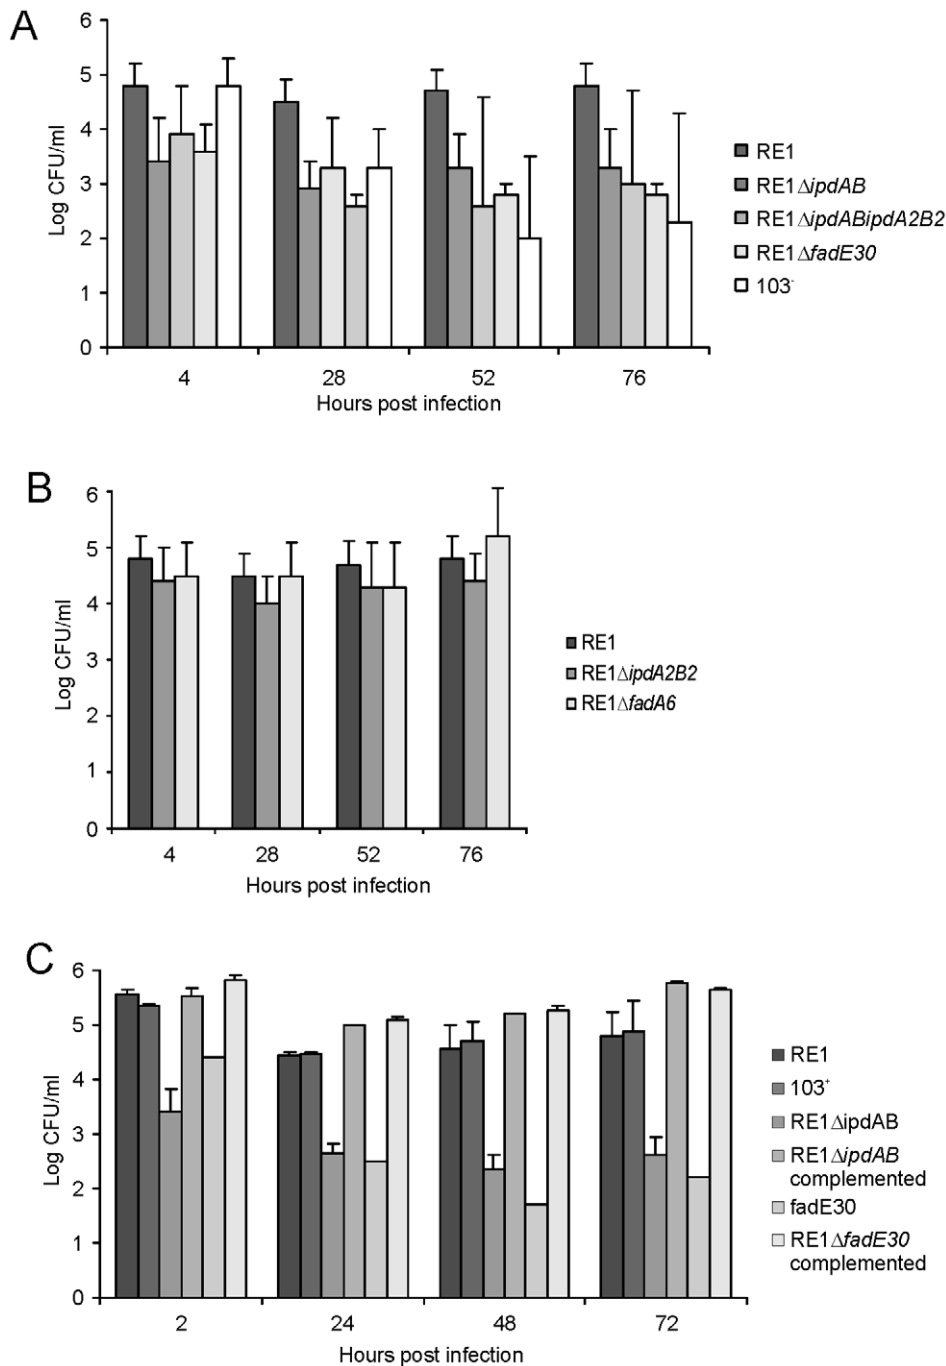 A
6
5
4
3
2
1
0
Log CFU/ml
4 28 52 76
Hours post infection
RE1
RE1ΔipdAB
RE1ΔipdABipdA2B2
RE1ΔfadE30
103⁻
B
6
5
4
3
2
1
0
Log CFU/ml
4 28 52 76
Hours post infection
RE1
RE1ΔipdA2B2
RE1ΔfadA6
C
6
5
4
3
2
1
0
Log CFU/ml
2 24 48 72
Hours post infection
RE1
103⁺
RE1ΔipdAB
RE1ΔipdAB
complemented
fadE30
RE1ΔfadE30
complemented